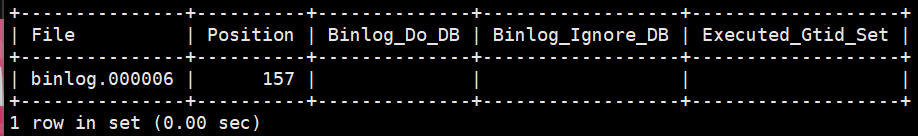 +---------------+----------+--------------+------------------+-------------------+
| File          | Position | Binlog_Do_DB | Binlog_Ignore_DB | Executed_Gtid_Set |
+---------------+----------+--------------+------------------+-------------------+
| binlog.000006 |      157 |              |                  |                   |
+---------------+----------+--------------+------------------+-------------------+
1 row in set (0.00 sec)